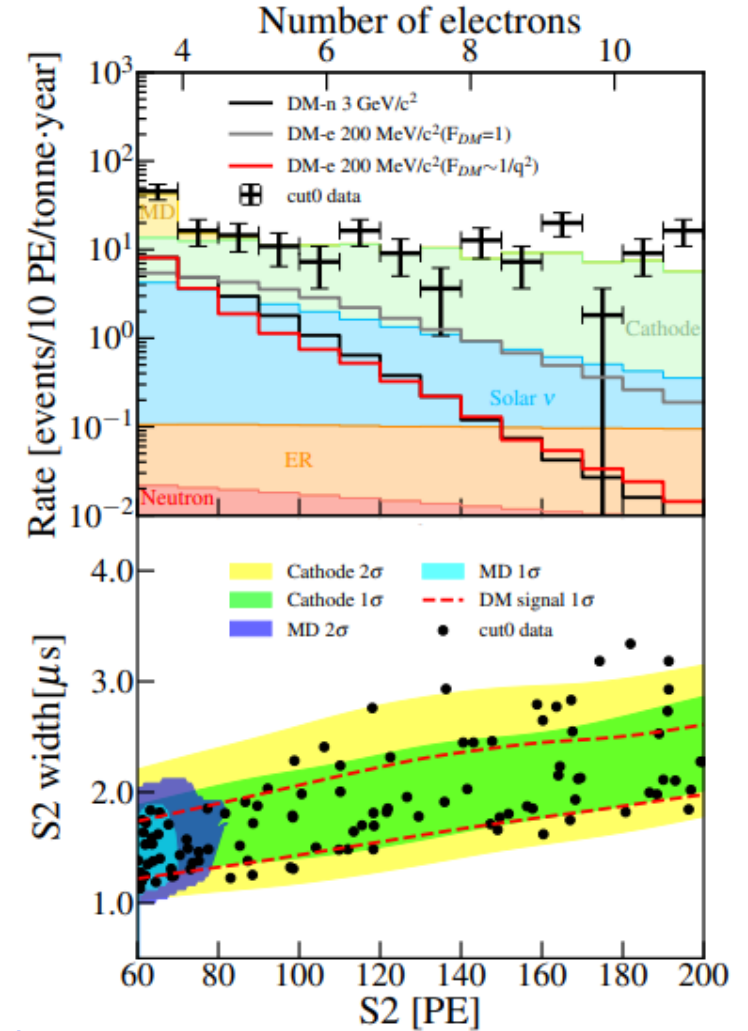 Number of electrons
4 6 8 10
Rate [events/10 PE/tonne·year]
10³
10²
10¹
10⁰
10⁻¹
10⁻²
DM-n 3 GeV/c²
DM-e 200 MeV/c²(F_DM=1)
DM-e 200 MeV/c²(F_DM∼1/q²)
cut0 data
MD
Cathode
Solar ν
ER
Neutron
S2 width[μs]
4.0
3.0
2.0
1.0
Cathode 2σ
Cathode 1σ
MD 2σ
MD 1σ
DM signal 1σ
cut0 data
60 80 100 120 140 160 180 200
S2 [PE]